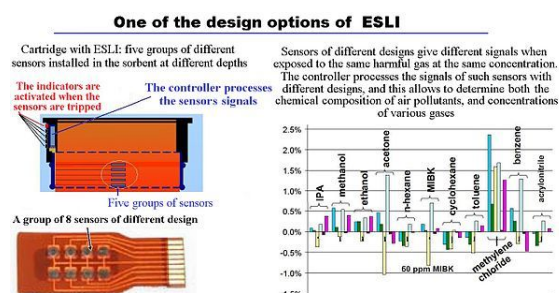 One of the design options of ESLI
Cartridge with ESLI: five groups of different
sensors installed in the sorbent at different depths
The indicators are
activated when the
sensors are tripped
The controller processes
the sensors signals
Five groups of sensors
A group of 8 sensors of different design
Sensors of different designs give different signals when
exposed to the same harmful gas at the same concentration.
The controller processes the signals of such sensors with
different designs, and this allows to determine both the
chemical composition of air pollutants, and concentrations
of various gases
2.5%
2.0%
1.5%
1.0%
0.5%
0.0%
-0.5%
-1.0%
-1.5%
IPA
methanol
ethanol
acetone
n-hexane
MIBK
cyclohexane
toluene
methylene
chloride
benzene
acrylonitrile
60 ppm MIBK